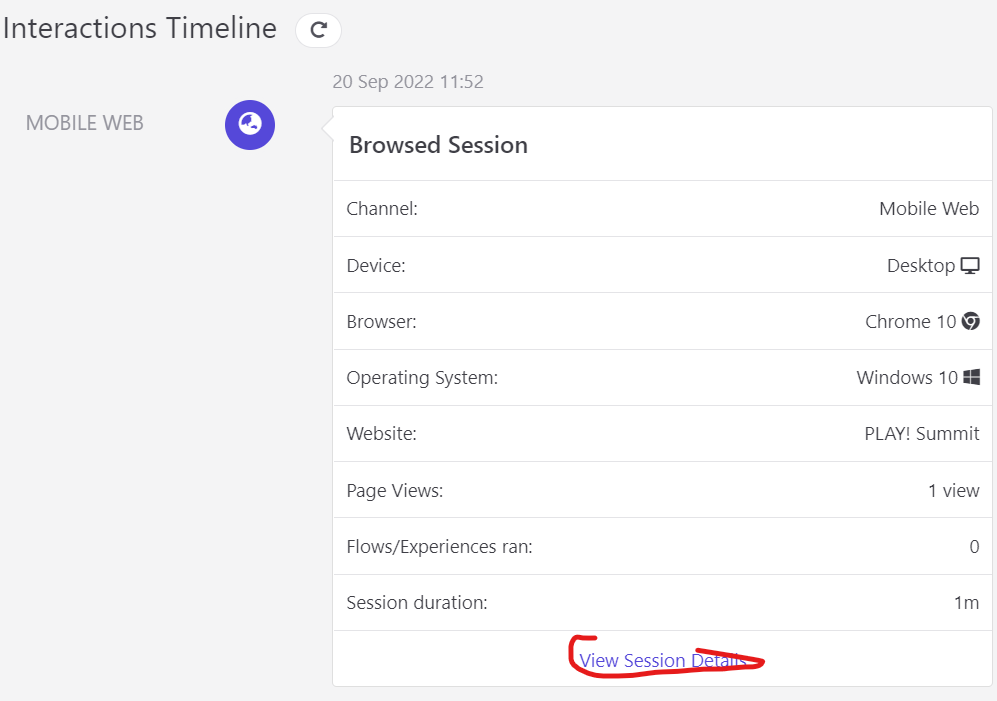 Interactions Timeline
20 Sep 2022 11:52
MOBILE WEB
Browsed Session
Channel: Mobile Web
Device: Desktop
Browser: Chrome 10
Operating System: Windows 10
Website: PLAY! Summit
Page Views: 1 view
Flows/Experiences ran: 0
Session duration: 1m
View Session Details